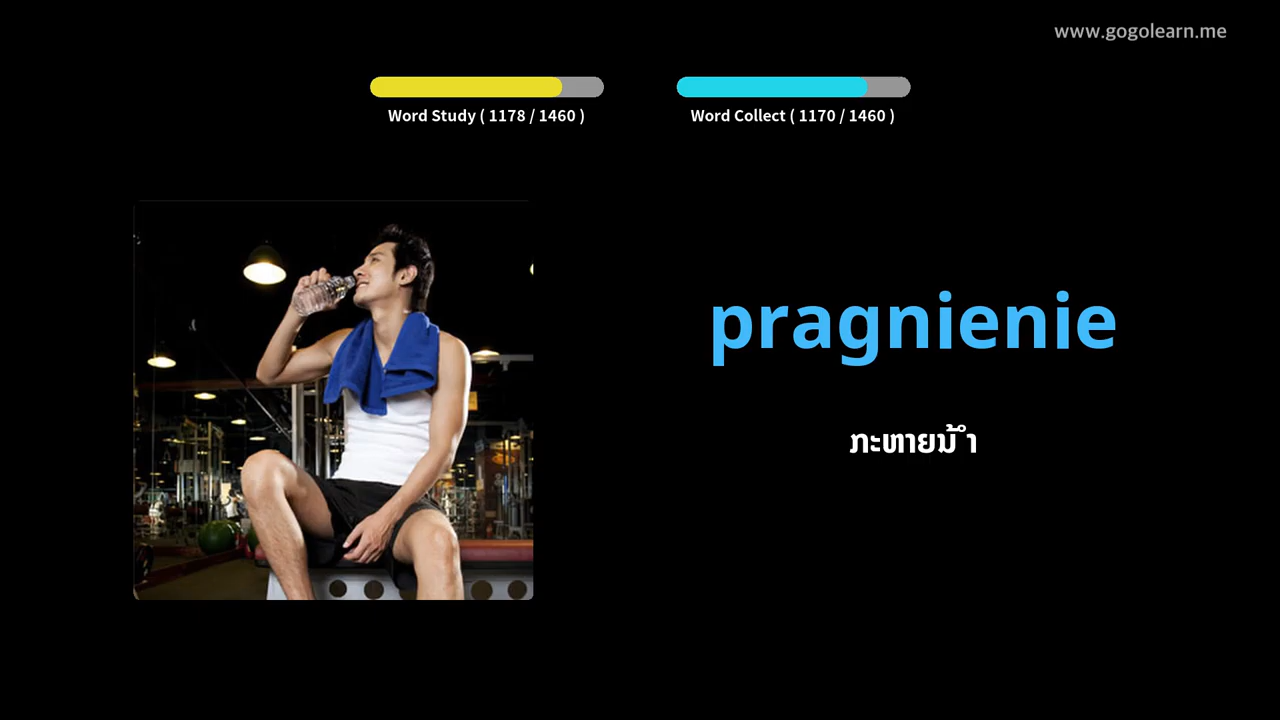 www.gogolearn.me
Word Study ( 1178 / 1460 )
Word Collect ( 1170 / 1460 )
pragnienie
ກະຫາຍນ້ຳ